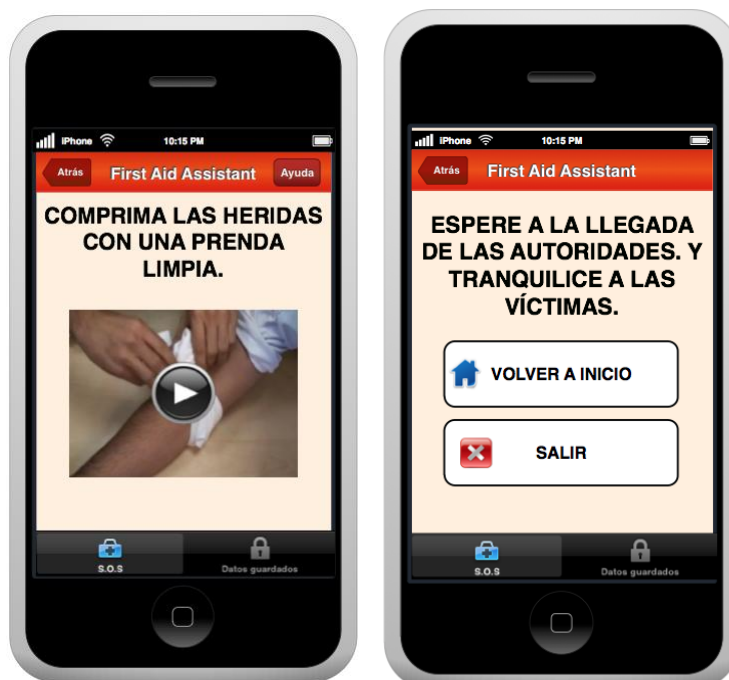 iPhone 10:15 PM
Atrás First Aid Assistant Ayuda
COMPRIMA LAS HERIDAS
CON UNA PRENDA
LIMPIA.
S.O.S Datos guardados
iPhone 10:15 PM
Atrás First Aid Assistant
ESPERE A LA LLEGADA
DE LAS AUTORIDADES. Y
TRANQUILICE A LAS
VÍCTIMAS.
VOLVER A INICIO
SALIR
S.O.S Datos guardados